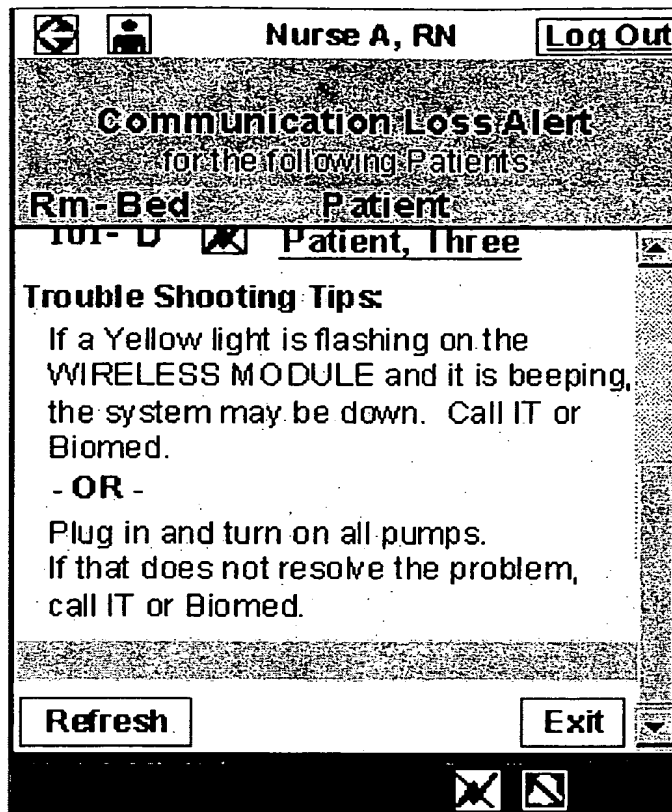 Nurse A, RN Log Out
Communication Loss Alert
for the following Patients:
Rm-Bed Patient
101- D Patient, Three
Trouble Shooting Tips:
If a Yellow light is flashing on the
WIRELESS MODULE and it is beeping,
the system may be down. Call IT or
Biomed.
- OR -
Plug in and turn on all pumps.
If that does not resolve the problem,
call IT or Biomed.
Refresh Exit